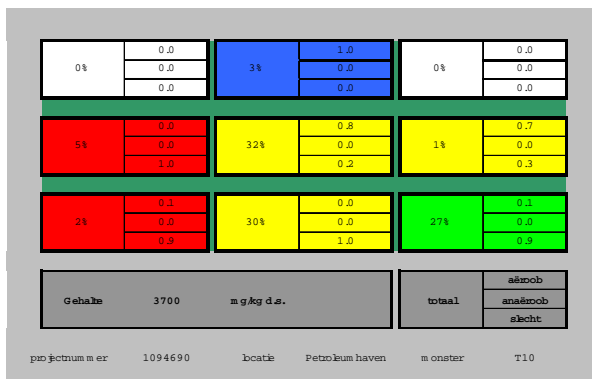 0% 0.0 3% 1.0 0% 0.0
0.0 0.0 0.0
0.0 0.0 0.0
5% 0.0 32% 0.8 1% 0.7
0.0 0.0 0.0
1.0 0.2 0.3
2% 0.1 30% 0.0 27% 0.1
0.0 0.0 0.0
0.9 1.0 0.9
Gehalte 3700 mg/kg d.s. totaal aëroob
anaëroob
slecht
projectnummer 1094690 locatie Petroleumhaven monster T10